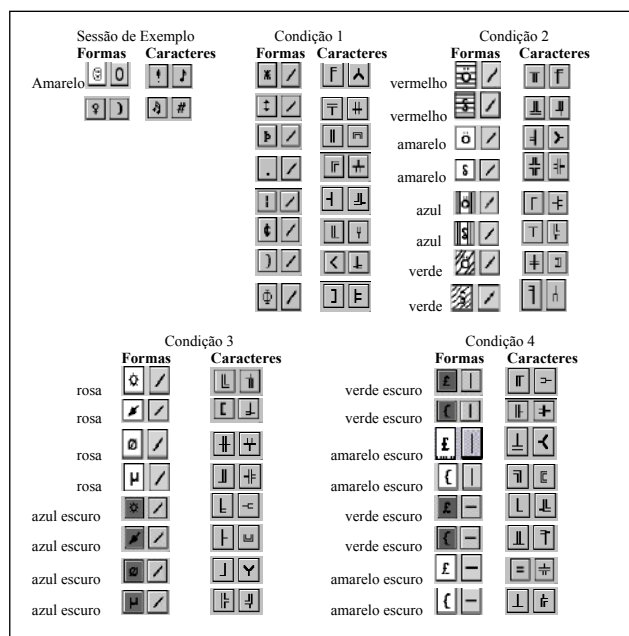 Sessão de Exemplo
Formas Caracteres
Amarelo
Condição 1
Formas Caracteres
Condição 2
Formas Caracteres
vermelho
vermelho
amarelo
amarelo
azul
azul
verde
verde
Condição 3
Formas Caracteres
rosa
rosa
rosa
rosa
azul escuro
azul escuro
azul escuro
azul escuro
Condição 4
Formas Caracteres
verde escuro
verde escuro
amarelo escuro
amarelo escuro
verde escuro
verde escuro
amarelo escuro
amarelo escuro